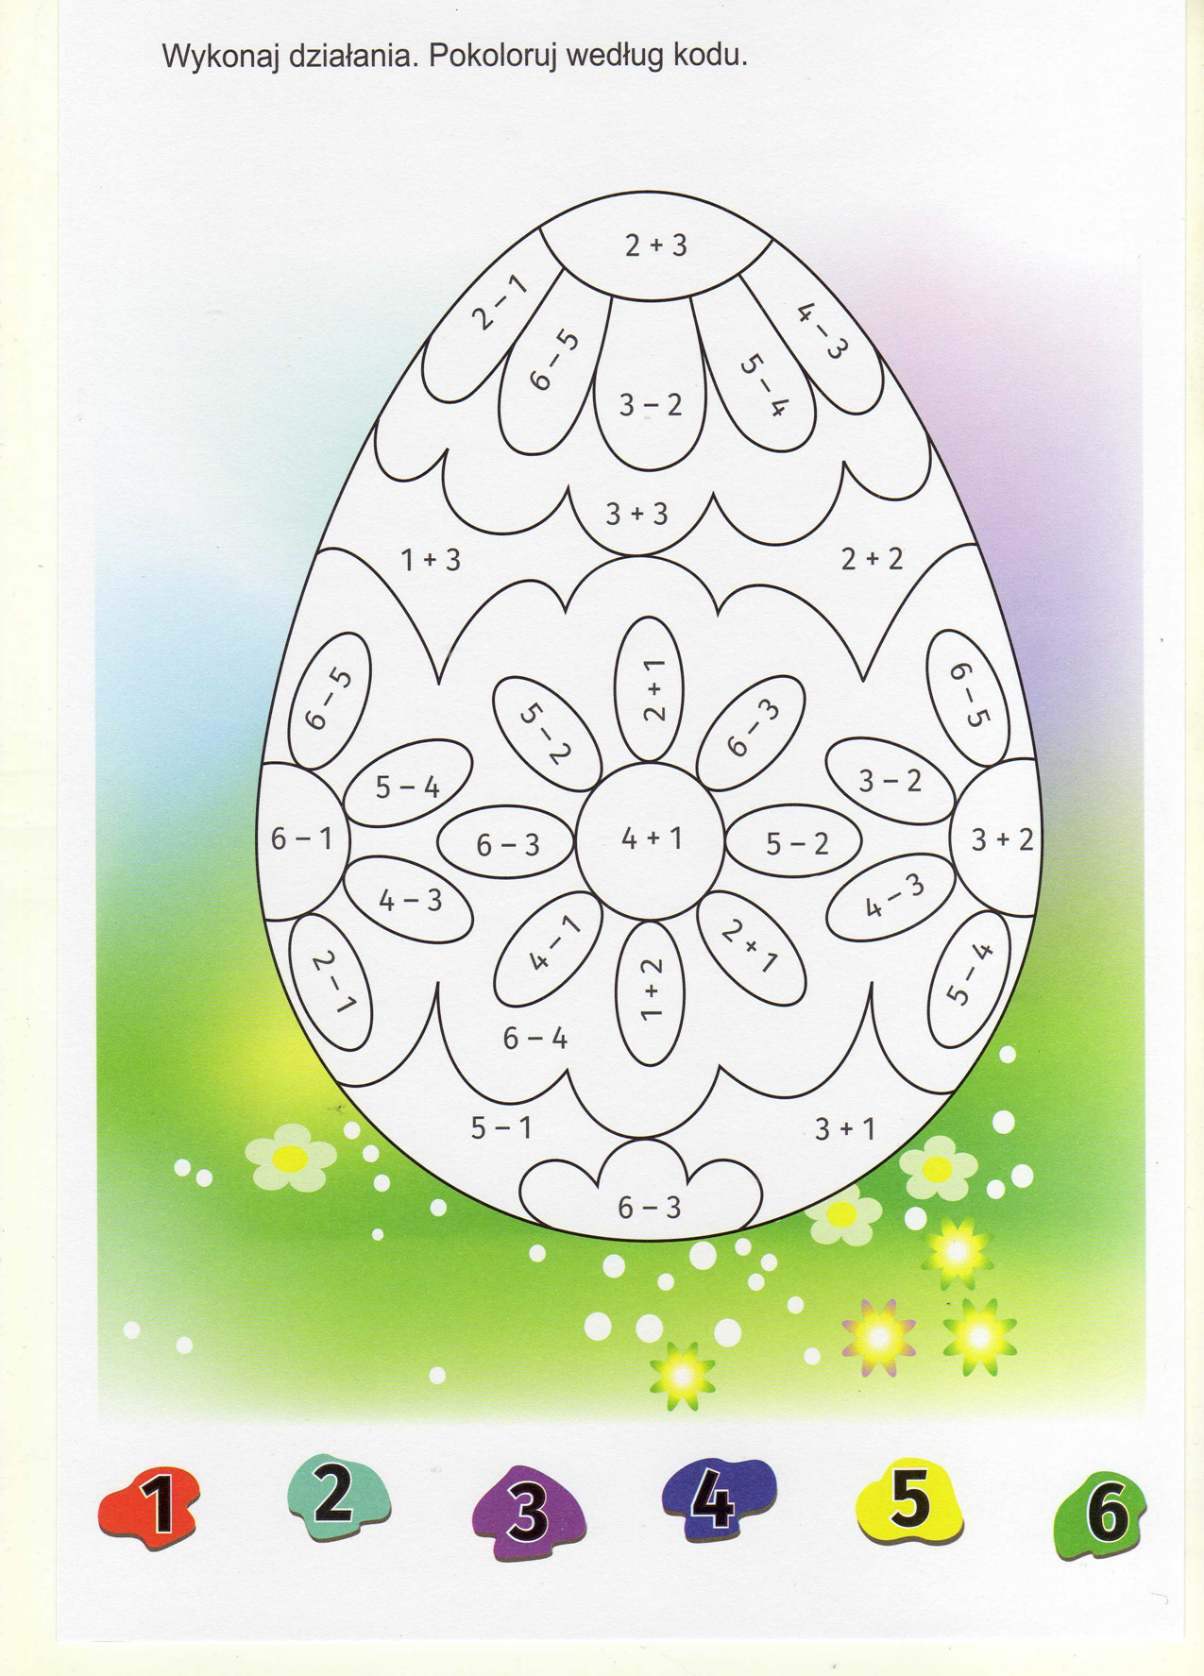 Wykonaj działania. Pokoloruj według kodu.
2 + 3
2 – 1
6 – 5
3 – 2
5 – 4
4 – 3
3 + 3
1 + 3
2 + 2
6 – 5
5 – 2
2 + 1
6 – 3
6 – 5
5 – 4
3 – 2
6 – 1
6 – 3
4 + 1
5 – 2
3 + 2
4 – 3
4 – 3
2 – 1
4 – 1
1 + 2
2 + 1
5 – 4
6 – 4
5 – 1
3 + 1
6 – 3
1 2 3 4 5 6